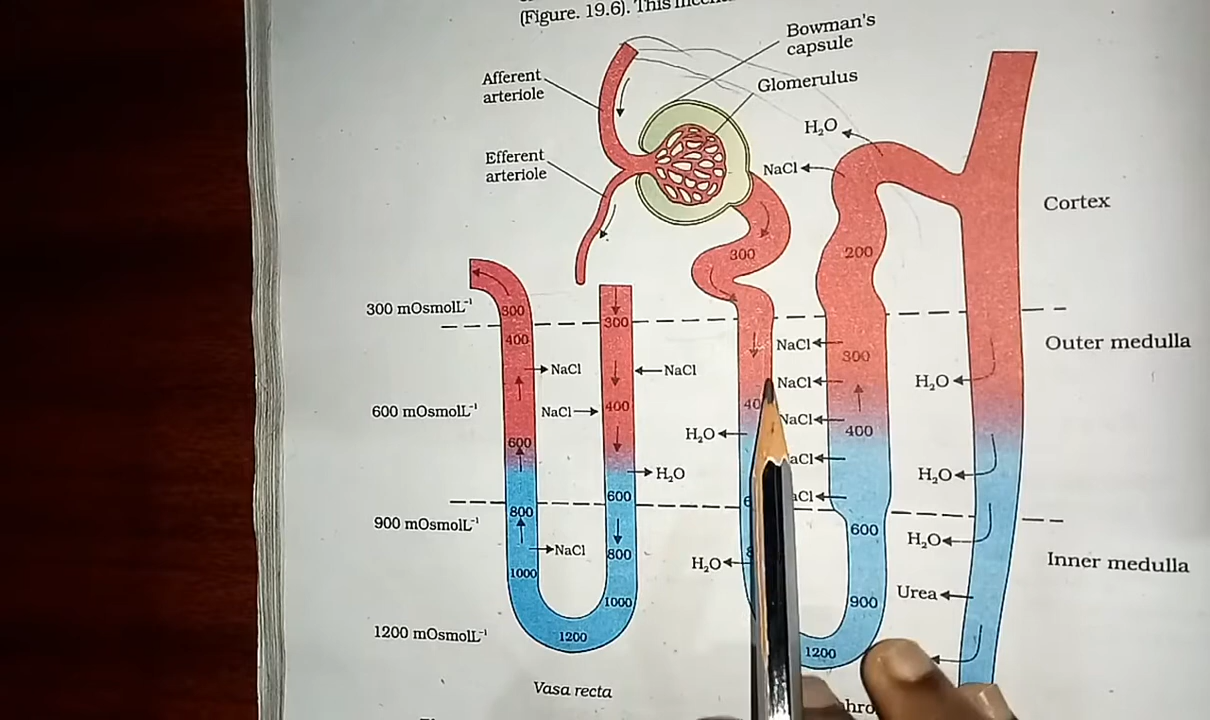 (Figure. 19.6). This
Bowman's
capsule
Afferent
arteriole
Glomerulus
H₂O
Efferent
arteriole
NaCl
Cortex
300
200
300 mOsmolL⁻¹
300
300
400
NaCl
NaCl
NaCl
300
Outer medulla
NaCl
H₂O
600 mOsmolL⁻¹
NaCl
400
NaCl
400
H₂O
600
H₂O
H₂O
600
800
900 mOsmolL⁻¹
600
H₂O
NaCl
800
H₂O
Inner medulla
1000
1000
900
Urea
1200 mOsmolL⁻¹
1200
1200
Vasa recta